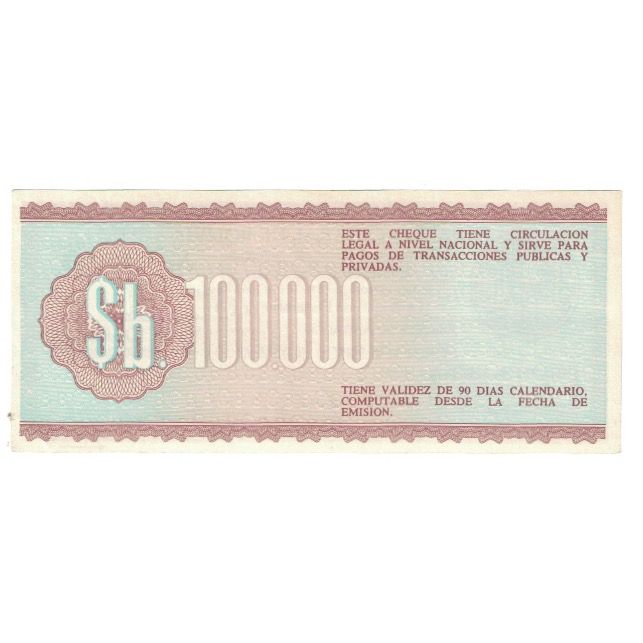 ESTE CHEQUE TIENE CIRCULACION
LEGAL A NIVEL NACIONAL Y SIRVE PARA
PAGOS DE TRANSACCIONES PUBLICAS Y
PRIVADAS.
$b.100.000
TIENE VALIDEZ DE 90 DIAS CALENDARIO,
COMPUTABLE DESDE LA FECHA DE
EMISION.